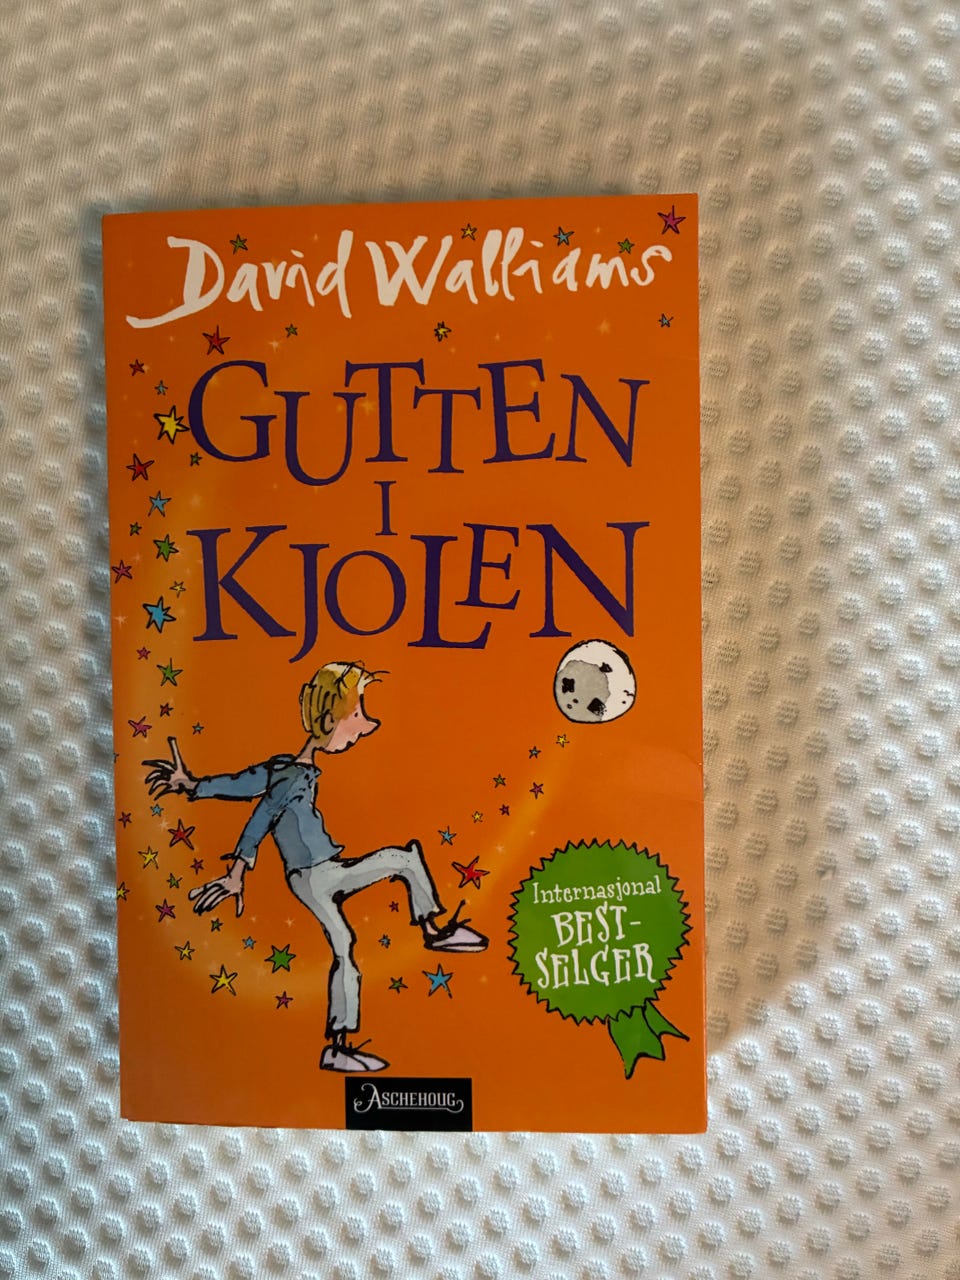 David Walliams
GUTTEN
I
KJOLEN
Internasjonal
BEST-
SELGER
ASCHEHOUG